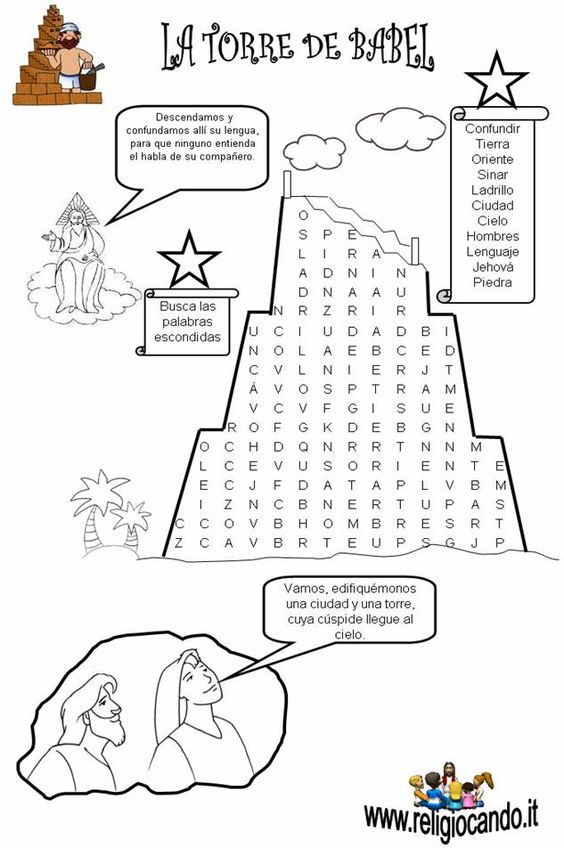 LA TORRE DE BABEL
Descendamos y
confundamos allí su lengua,
para que ninguno entienda
el habla de su compañero.
Confundir
Tierra
Oriente
Sinar
Ladrillo
Ciudad
Cielo
Hombres
Lenguaje
Jehová
Piedra
Busca las
palabras
escondidas
O
S P E
L I R A
A D N I N
D N A A U
N R Z R I R
U C I U D A D B I
N O L A E B C E D
C V L N I E R J T
Á V O S P T R A M
V C V F G I S U E
R O F G K D E B G N
O C H D Q N R R T N N M
L C E V U S O R I E N T E
E C J F D A T A P L V B M
I Z N C B N E R T U P A S
C C O V B H O M B R E S R T
Z C A V B R T E U P S G J P
Vamos, edifiquémonos
una ciudad y una torre,
cuya cúspide llegue al
cielo.
www.religiocando.it